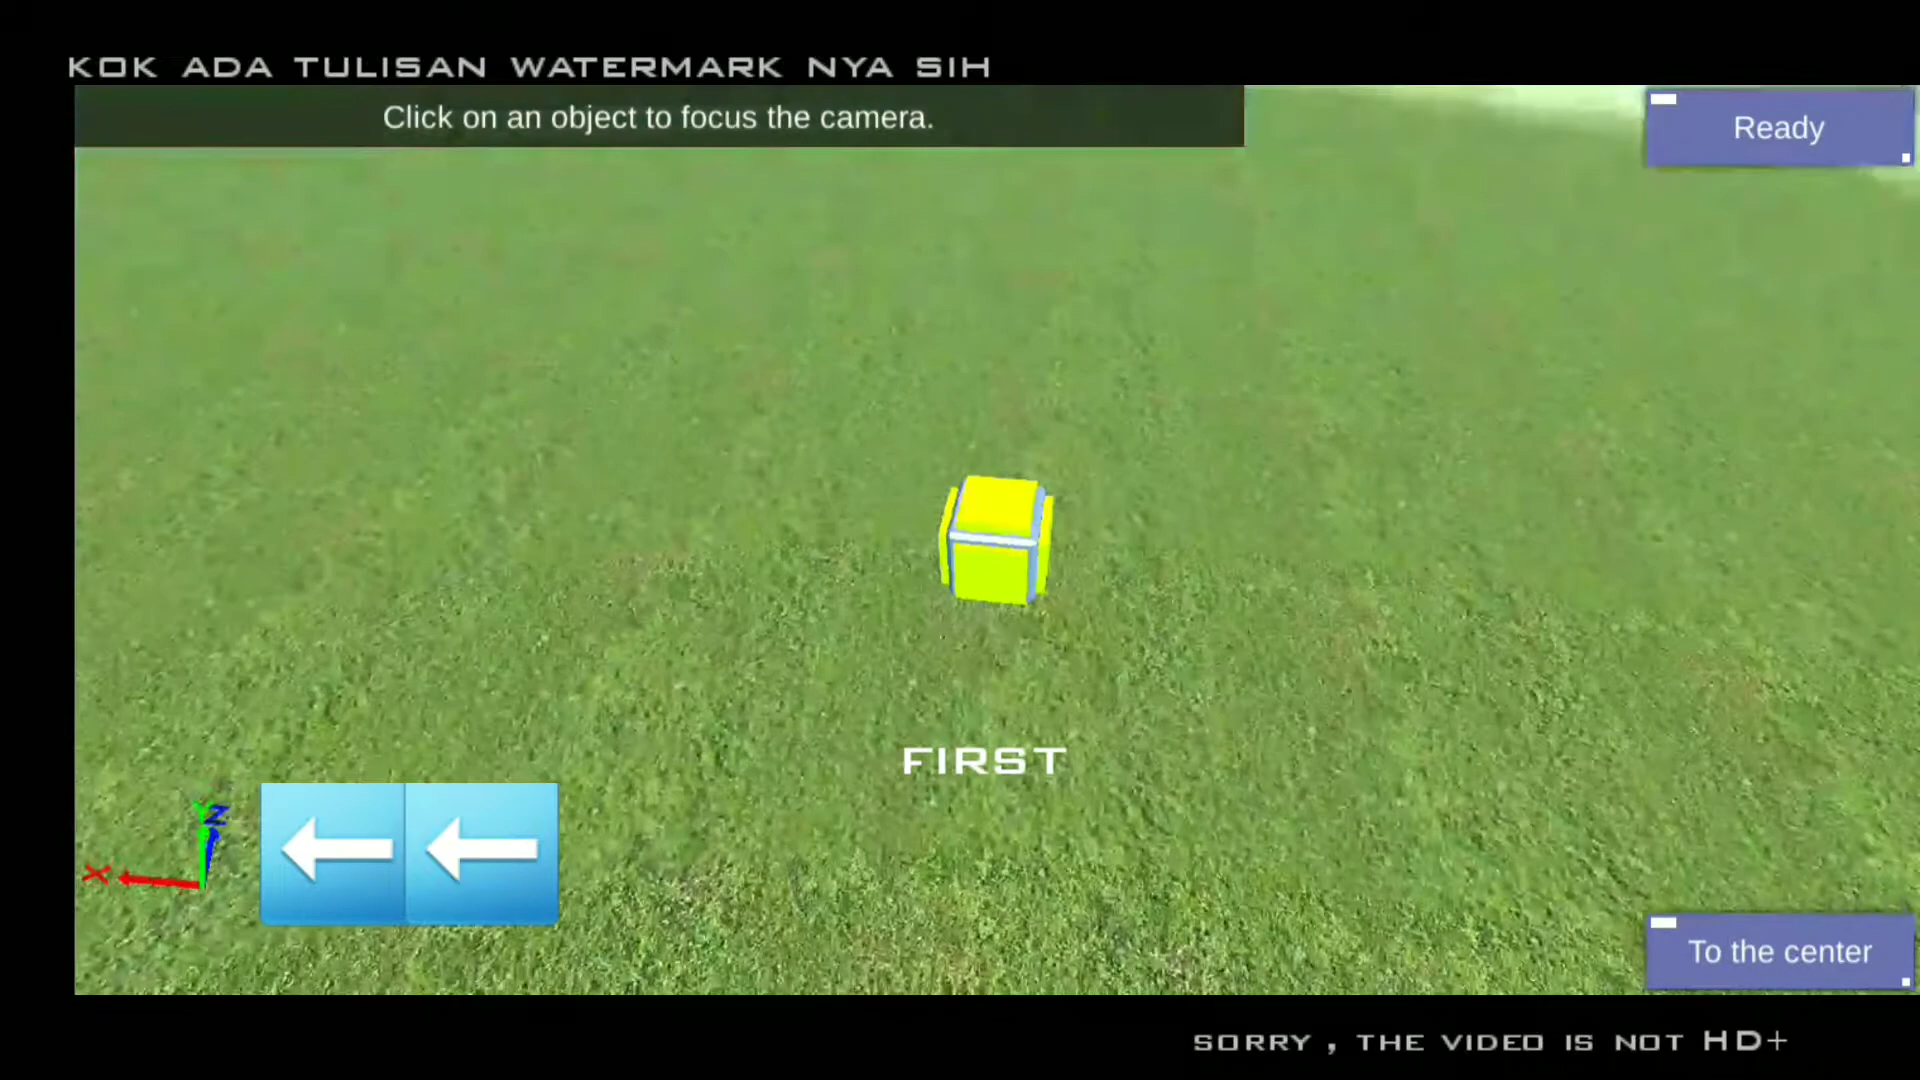 KOK ADA TULISAN WATERMARK NYA SIH
Click on an object to focus the camera.
Ready
FIRST
Y Z
X
To the center
SORRY , THE VIDEO IS NOT HD+